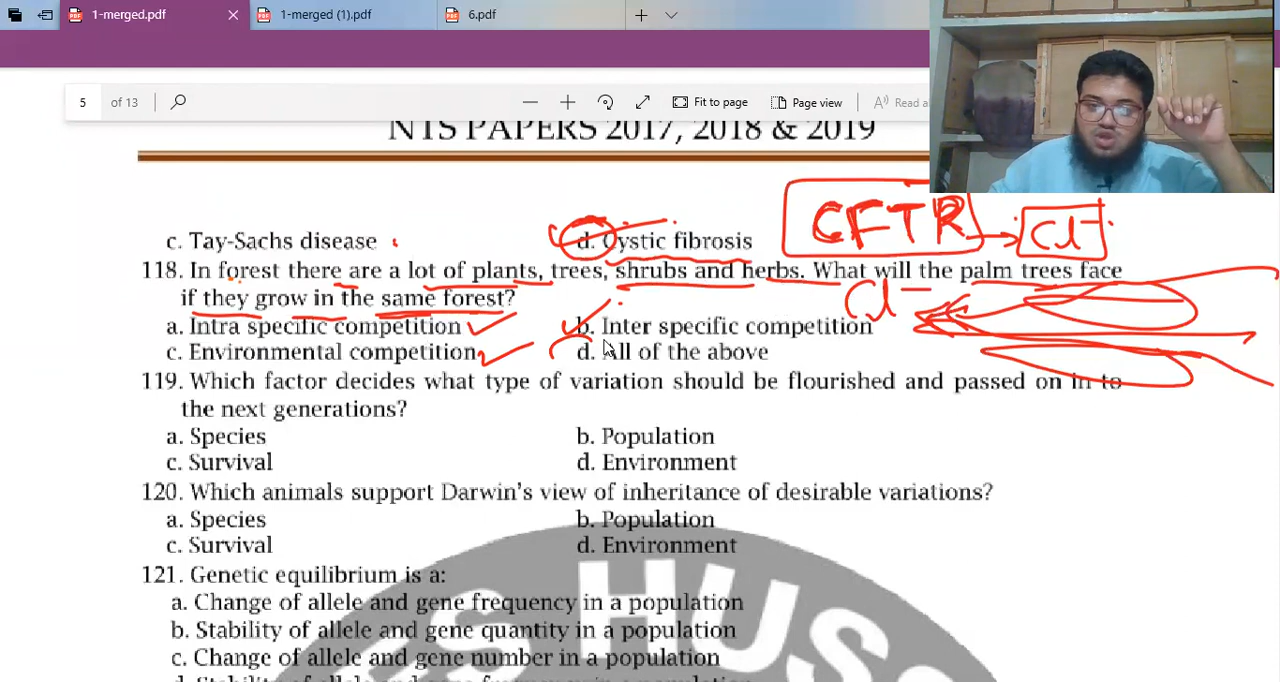 1-merged.pdf
1-merged (1).pdf
6.pdf
5 of 13
Fit to page
Page view
Read a
NTS PAPERS 2017, 2018 & 2019
CFTR
Cl-
c. Tay-Sachs disease
d. Cystic fibrosis
118. In forest there are a lot of plants, trees, shrubs and herbs. What will the palm trees face
if they grow in the same forest?
Cl
a. Intra specific competition
b. Inter specific competition
c. Environmental competition
d. All of the above
119. Which factor decides what type of variation should be flourished and passed on in to
the next generations?
a. Species
b. Population
c. Survival
d. Environment
120. Which animals support Darwin's view of inheritance of desirable variations?
a. Species
b. Population
c. Survival
d. Environment
121. Genetic equilibrium is a:
a. Change of allele and gene frequency in a population
b. Stability of allele and gene quantity in a population
c. Change of allele and gene number in a population